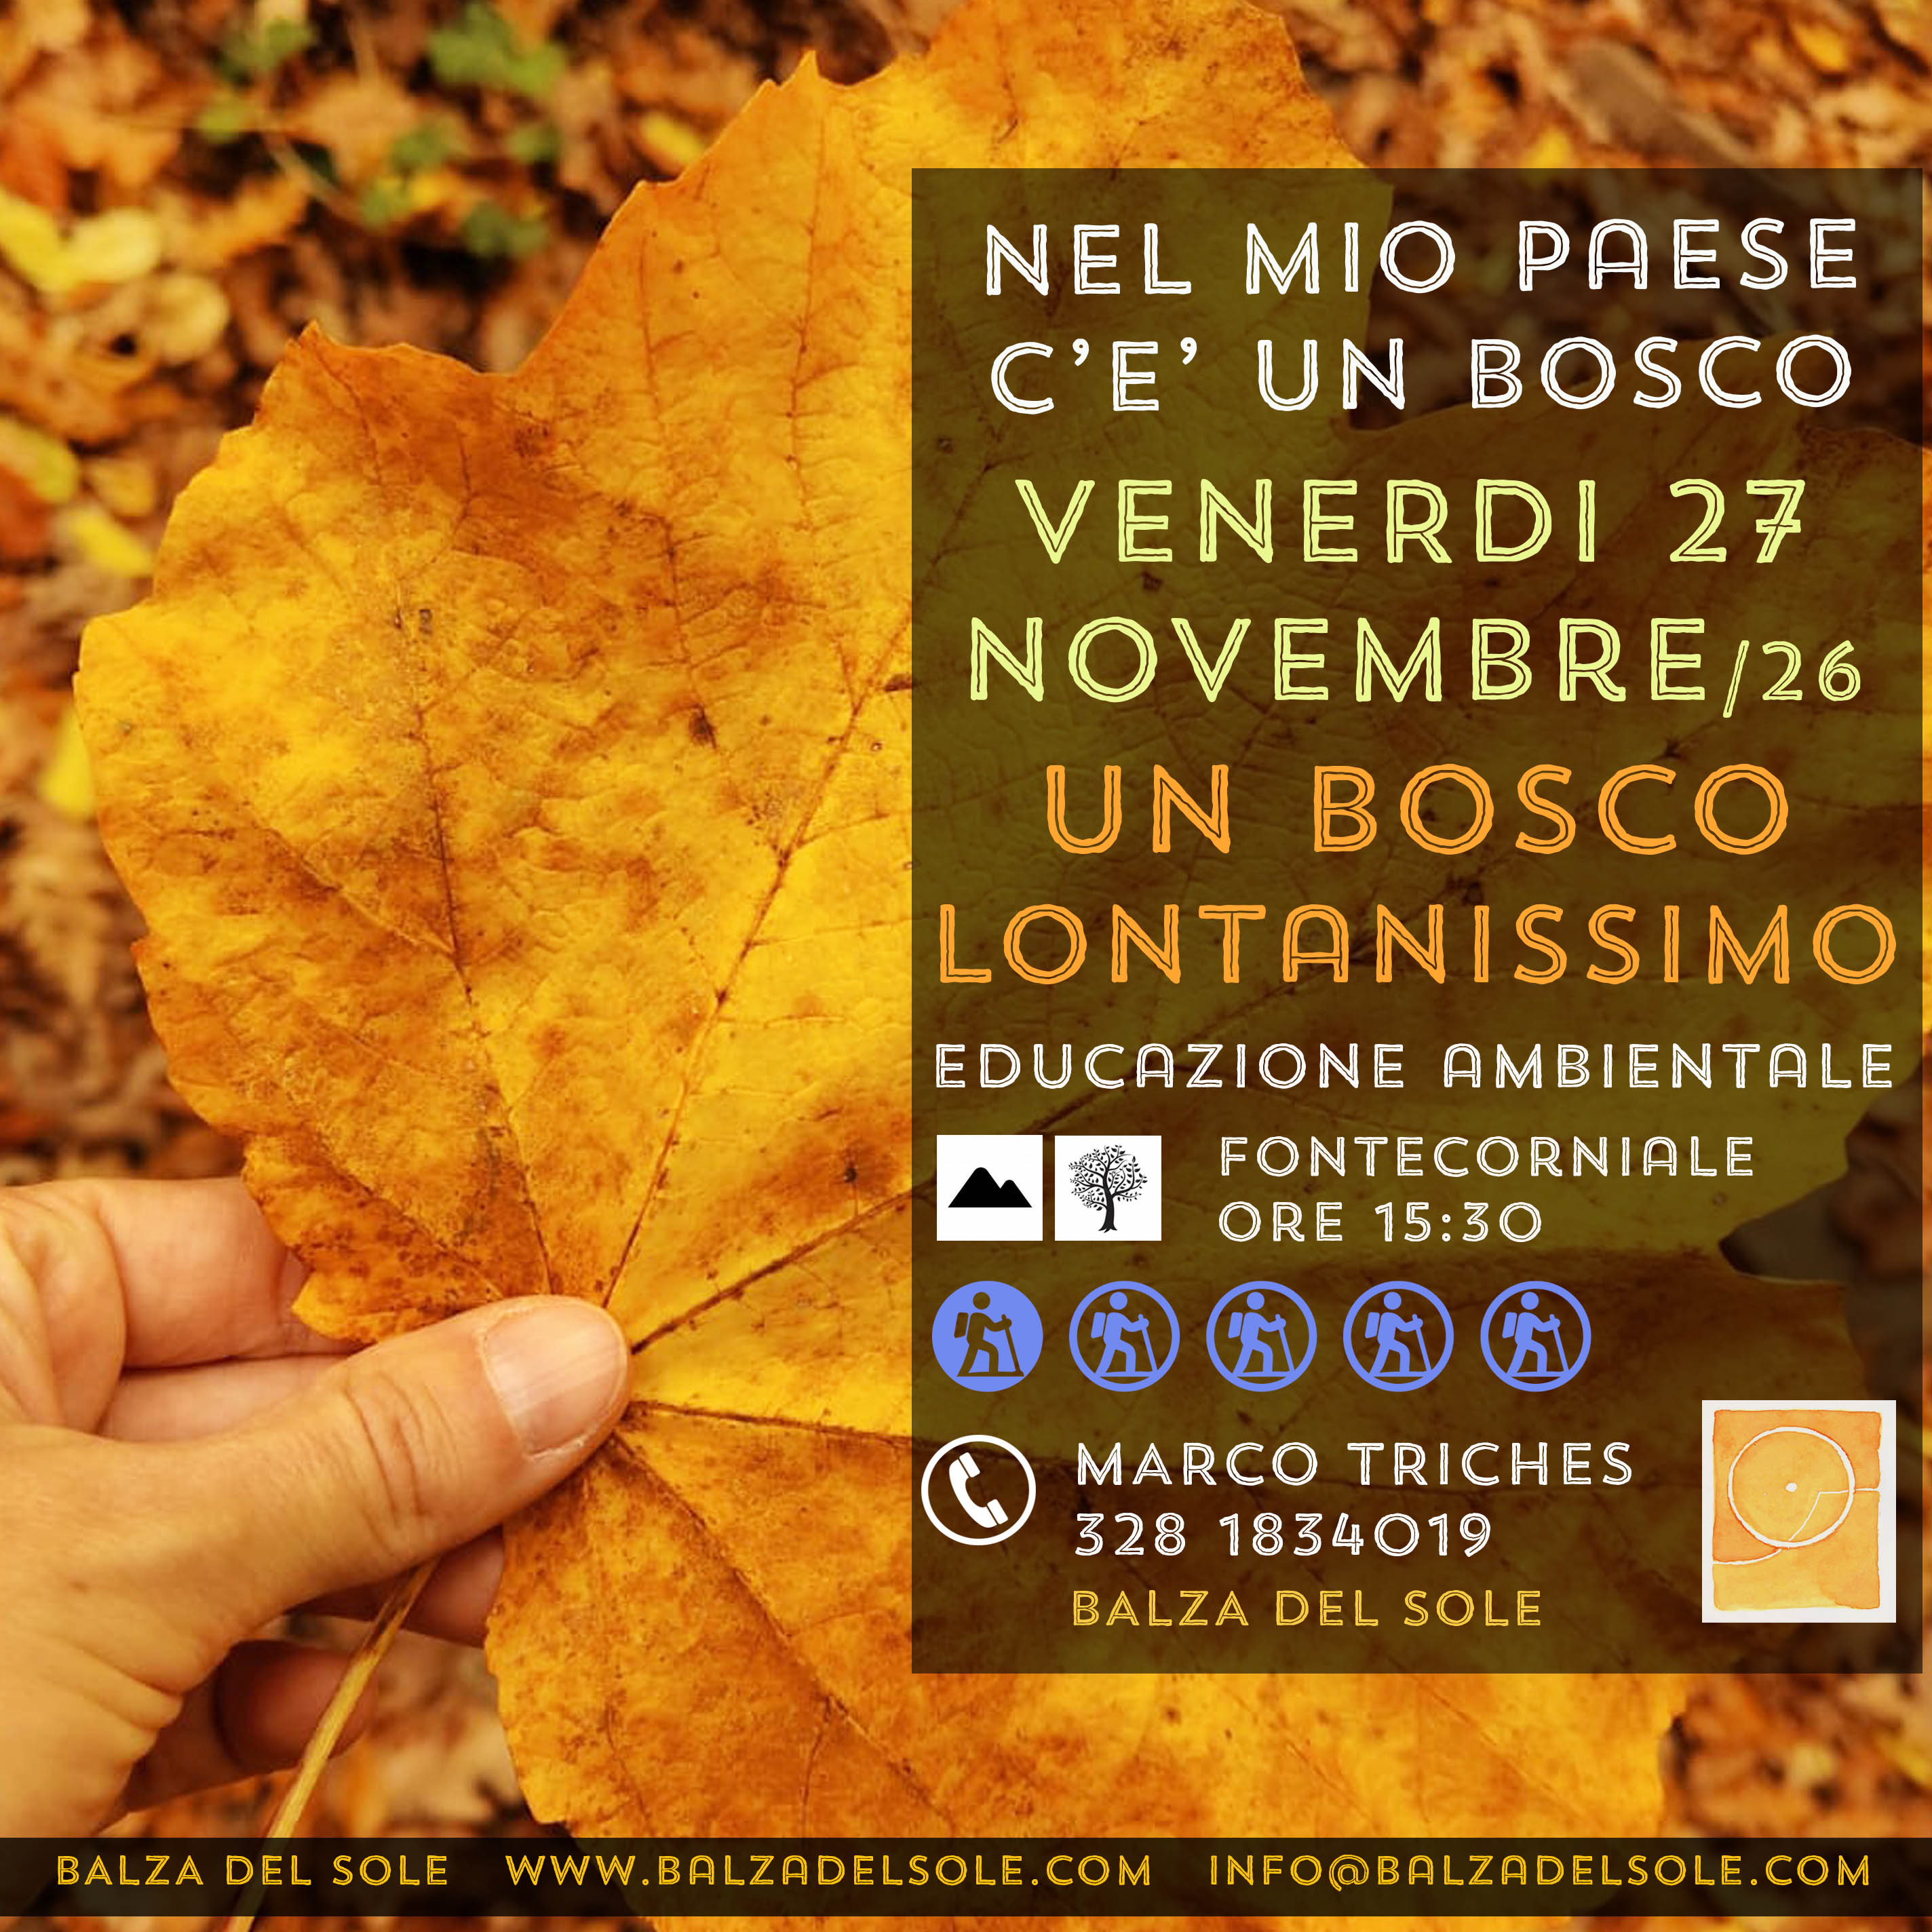 NEL MIO PAESE
C'E' UN BOSCO
VENERDI 27
NOVEMBRE/26
UN BOSCO
LONTANISSIMO
EDUCAZIONE AMBIENTALE
FONTECORNIALE
ORE 15:30
MARCO TRICHES
328 1834019
BALZA DEL SOLE
BALZA DEL SOLE WWW.BALZADELSOLE.COM INFO@BALZADELSOLE.COM